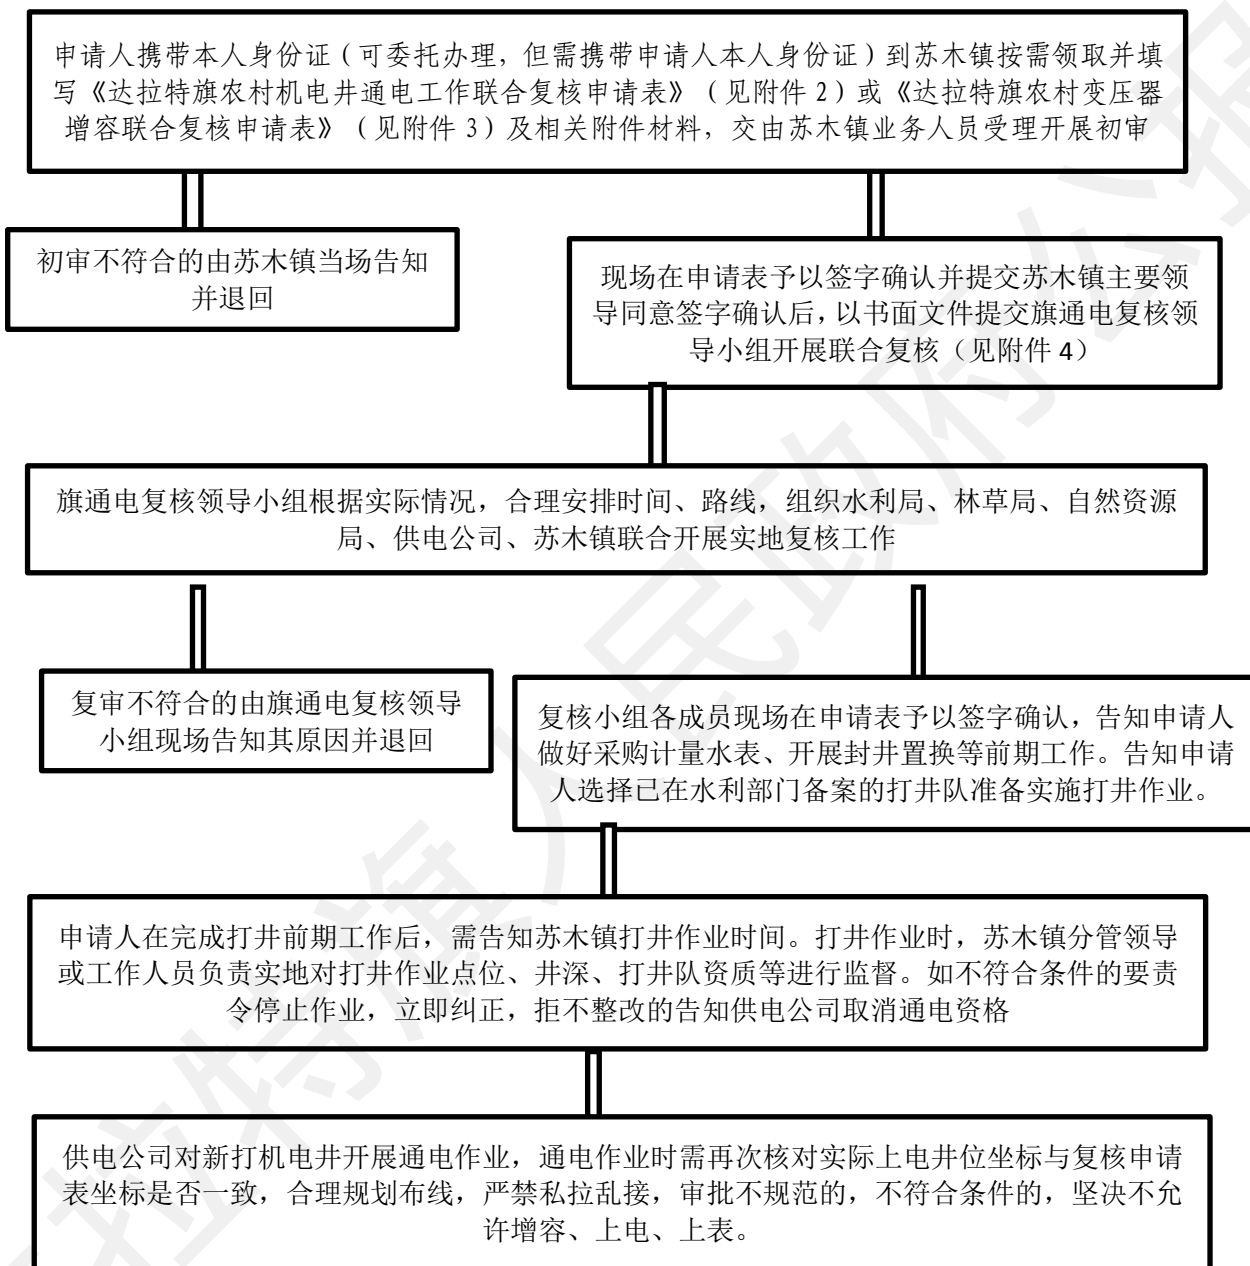 申请人携带本人身份证（可委托办理，但需携带申请人本人身份证）到苏木镇按需领取并填
写《达拉特旗农村机电井通电工作联合复核申请表》（见附件 2）或《达拉特旗农村变压器
增容联合复核申请表》（见附件 3）及相关附件材料，交由苏木镇业务人员受理开展初审
初审不符合的由苏木镇当场告知
并退回
现场在申请表予以签字确认并提交苏木镇主要领
导同意签字确认后，以书面文件提交旗通电复核领
导小组开展联合复核（见附件 4）
旗通电复核领导小组根据实际情况，合理安排时间、路线，组织水利局、林草局、自然资源
局、供电公司、苏木镇联合开展实地复核工作
复审不符合的由旗通电复核领导
小组现场告知其原因并退回
复核小组各成员现场在申请表予以签字确认，告知申请人
做好采购计量水表、开展封井置换等前期工作。告知申请
人选择已在水利部门备案的打井队准备实施打井作业。
申请人在完成打井前期工作后，需告知苏木镇打井作业时间。打井作业时，苏木镇分管领导
或工作人员负责实地对打井作业点位、井深、打井队资质等进行监督。如不符合条件的要责
令停止作业，立即纠正，拒不整改的告知供电公司取消通电资格
供电公司对新打机电井开展通电作业，通电作业时需再次核对实际上电井位坐标与复核申请
表坐标是否一致，合理规划布线，严禁私拉乱接，审批不规范的，不符合条件的，坚决不允
许增容、上电、上表。
拉特旗人民政府公报